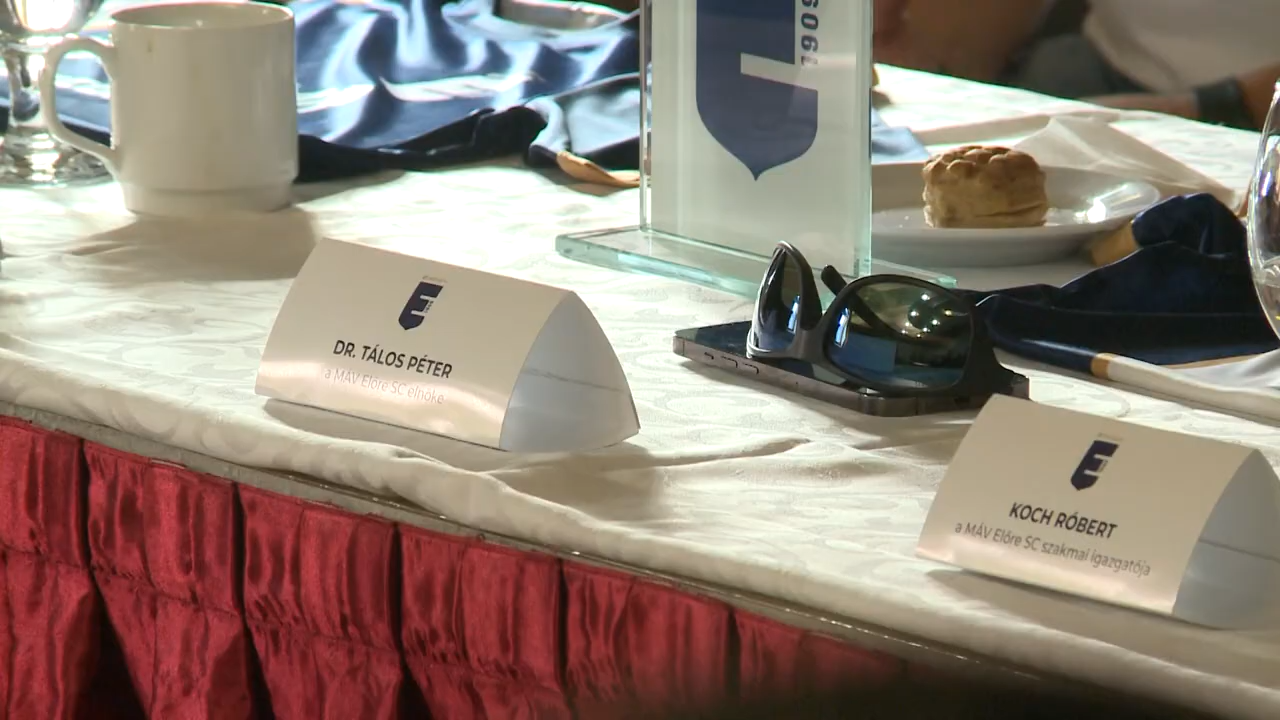 1909
DR. TÁLOS PÉTER
a MÁV Előre SC elnöke
KOCH RÓBERT
a MÁV Előre SC szakmai igazgatója